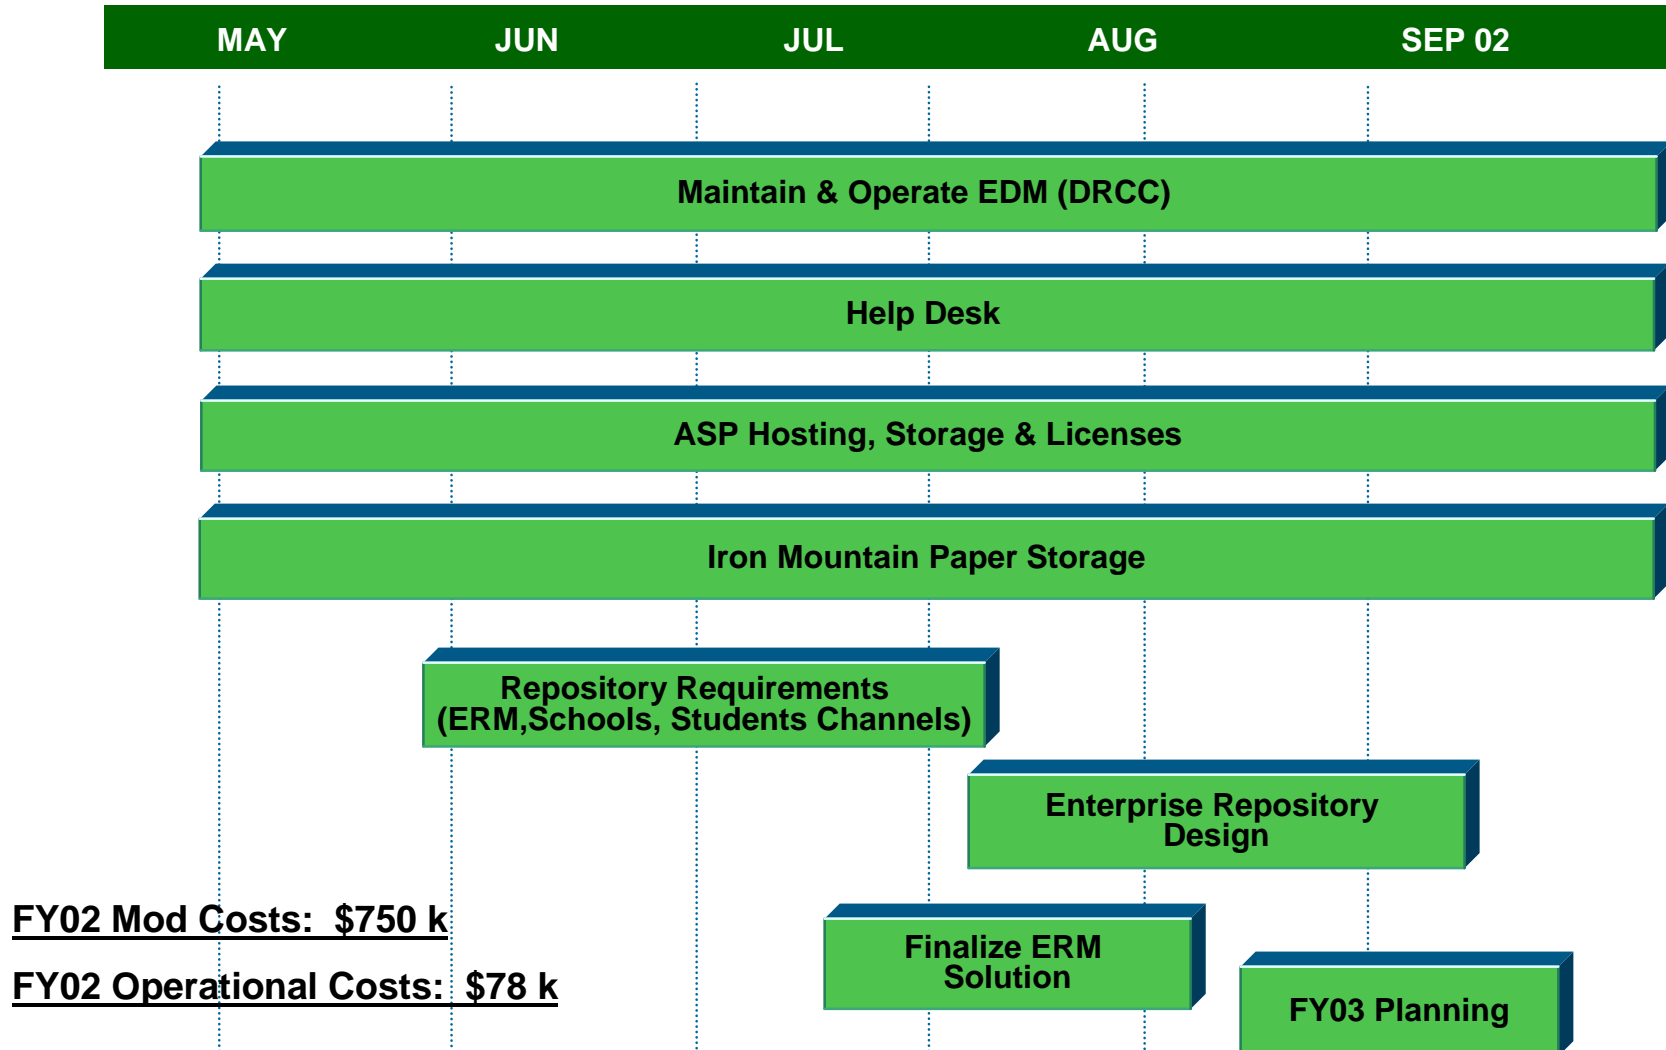 MAY JUN JUL AUG SEP 02
Maintain & Operate EDM (DRCC)
Help Desk
ASP Hosting, Storage & Licenses
Iron Mountain Paper Storage
Repository Requirements
(ERM,Schools, Students Channels)
Enterprise Repository
Design
FY02 Mod Costs: $750 k
FY02 Operational Costs: $78 k
Finalize ERM
Solution
FY03 Planning